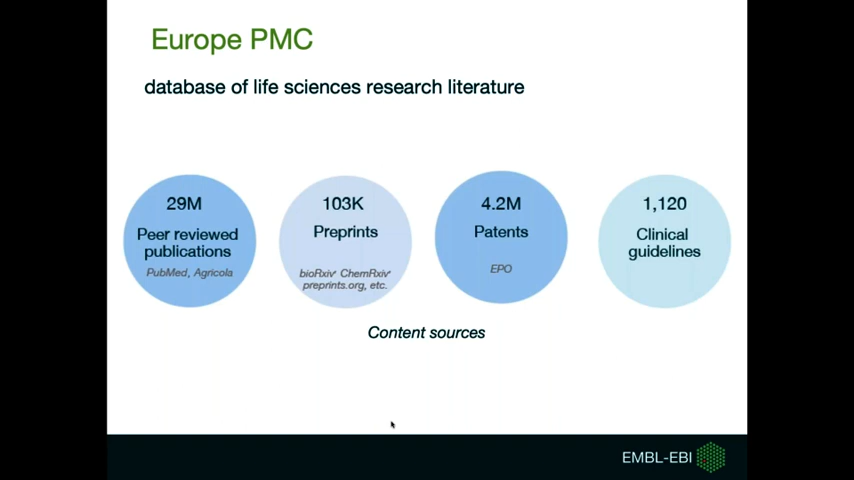 Europe PMC
database of life sciences research literature
29M
Peer reviewed
publications
PubMed, Agricola
103K
Preprints
bioRxiv ChemRxiv
preprints.org, etc.
4.2M
Patents
EPO
1,120
Clinical
guidelines
Content sources
EMBL-EBI